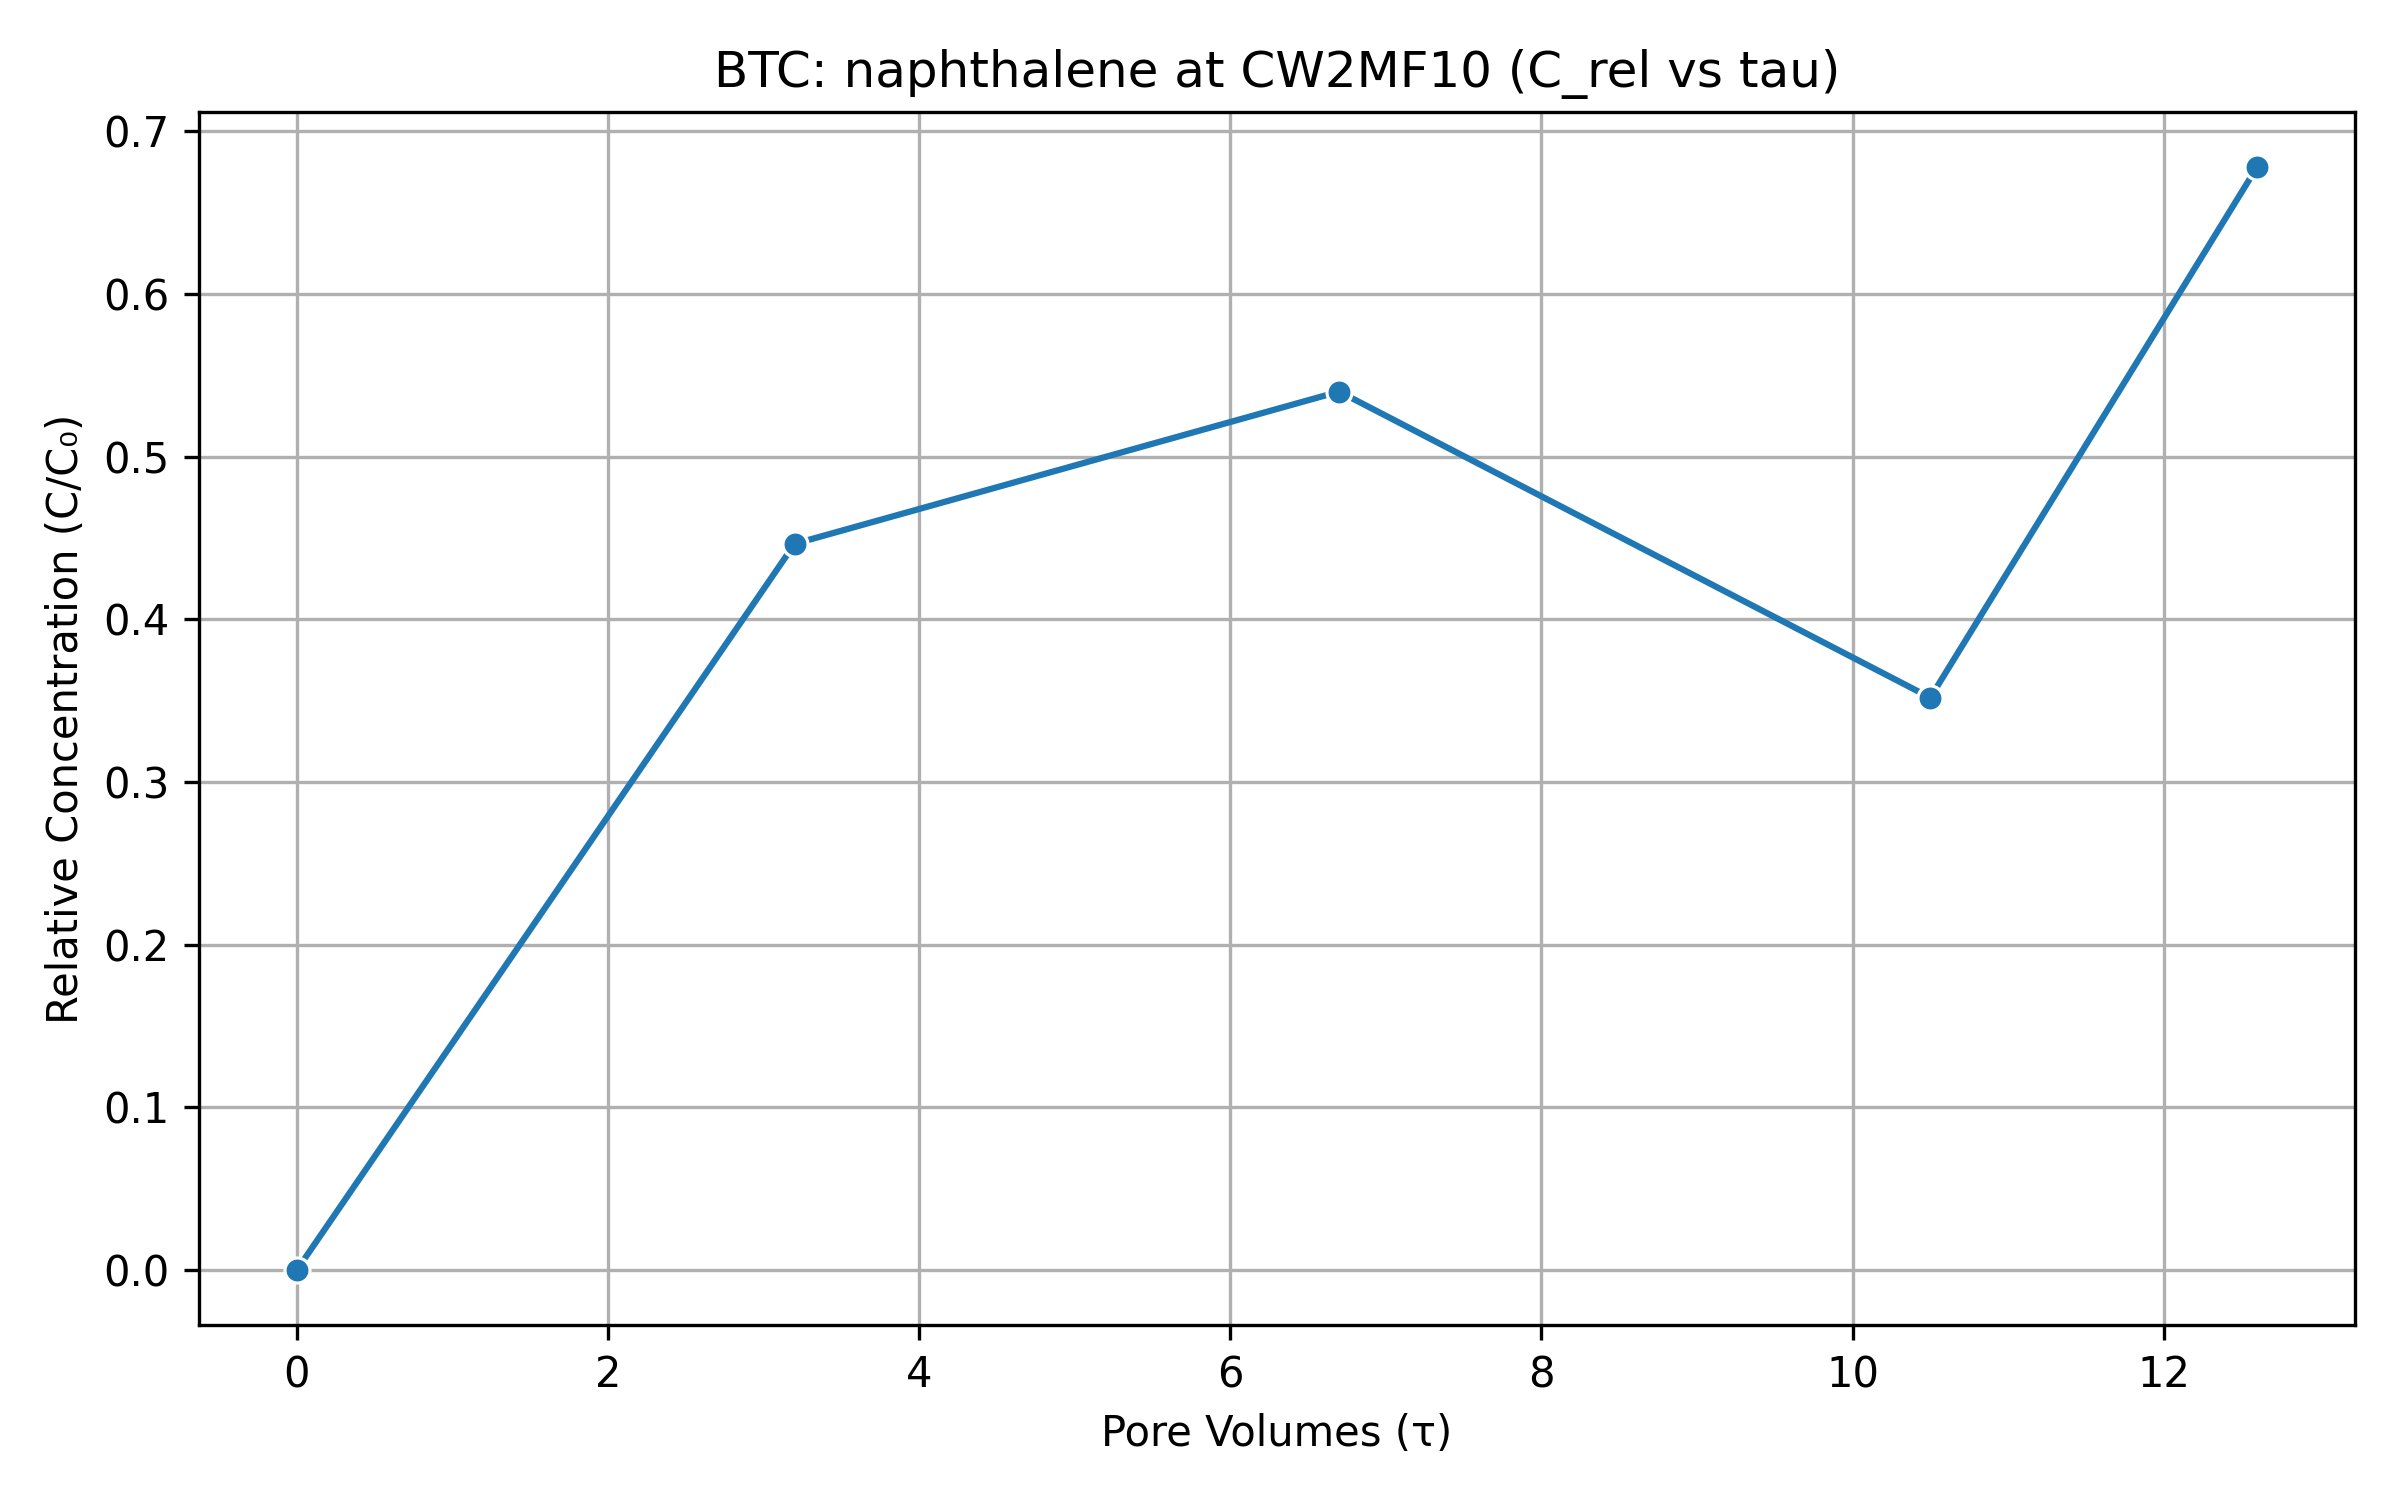 BTC: naphthalene at CW2MF10 (C_rel vs tau)
Relative Concentration (C/C₀)
0.7
0.6
0.5
0.4
0.3
0.2
0.1
0.0
0 2 4 6 8 10 12
Pore Volumes (τ)